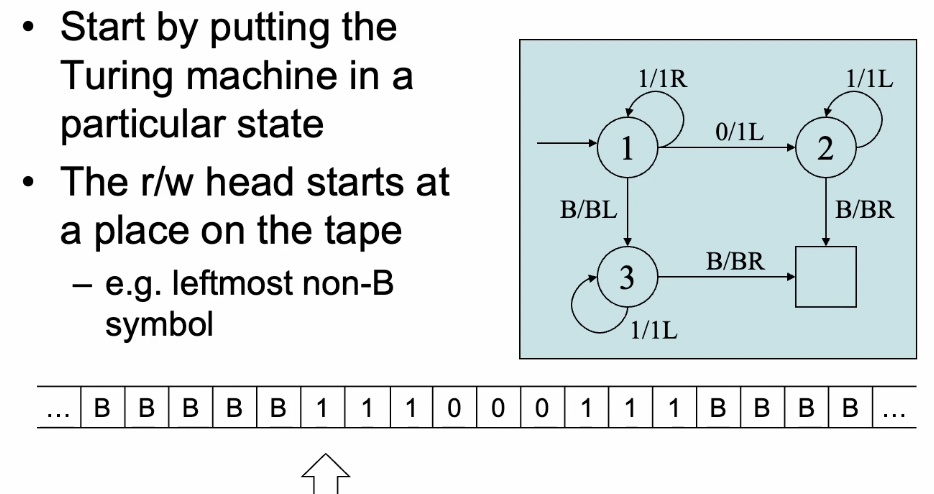 • Start by putting the
Turing machine in a
particular state
• The r/w head starts at
a place on the tape
– e.g. leftmost non-B
symbol
1/1R
1/1L
1
0/1L
2
B/BL
B/BR
3
B/BR
1/1L
... B B B B B 1 1 1 0 0 0 1 1 1 B B B B ...